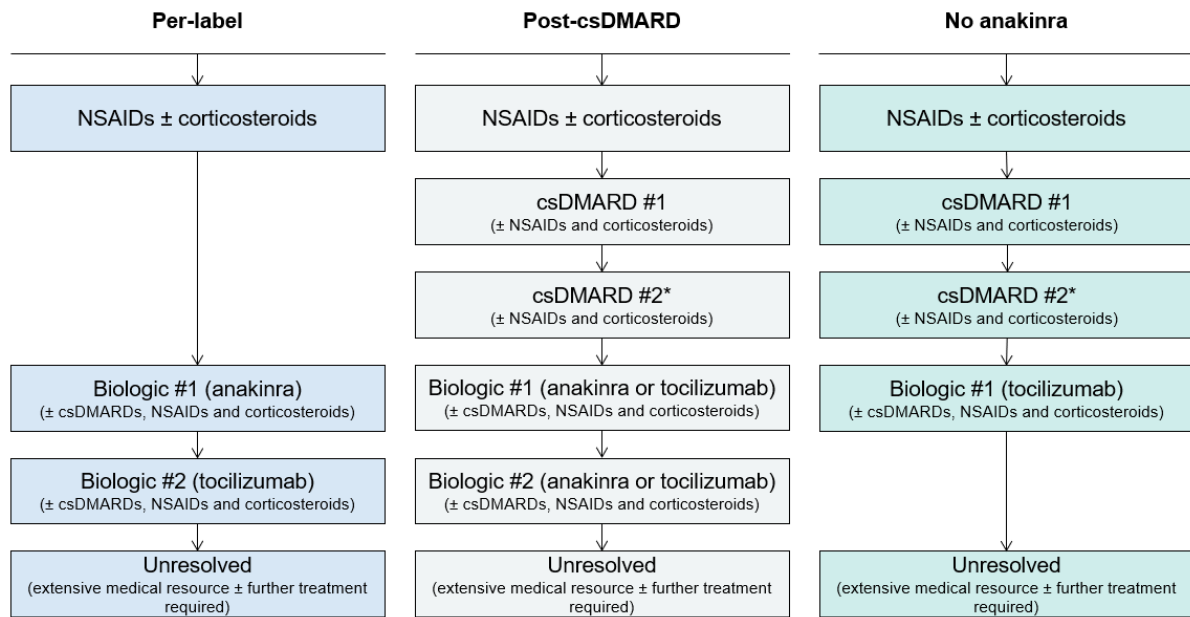 Per-label
NSAIDs ± corticosteroids
Biologic #1 (anakinra)
(± csDMARDs, NSAIDs and corticosteroids)
Biologic #2 (tocilizumab)
(± csDMARDs, NSAIDs and corticosteroids)
Unresolved
(extensive medical resource ± further treatment
required)
Post-csDMARD
NSAIDs ± corticosteroids
csDMARD #1
(± NSAIDs and corticosteroids)
csDMARD #2*
(± NSAIDs and corticosteroids)
Biologic #1 (anakinra or tocilizumab)
(± csDMARDs, NSAIDs and corticosteroids)
Biologic #2 (anakinra or tocilizumab)
(± csDMARDs, NSAIDs and corticosteroids)
Unresolved
(extensive medical resource ± further treatment
required)
No anakinra
NSAIDs ± corticosteroids
csDMARD #1
(± NSAIDs and corticosteroids)
csDMARD #2*
(± NSAIDs and corticosteroids)
Biologic #1 (tocilizumab)
(± csDMARDs, NSAIDs and corticosteroids)
Unresolved
(extensive medical resource ± further treatment
required)